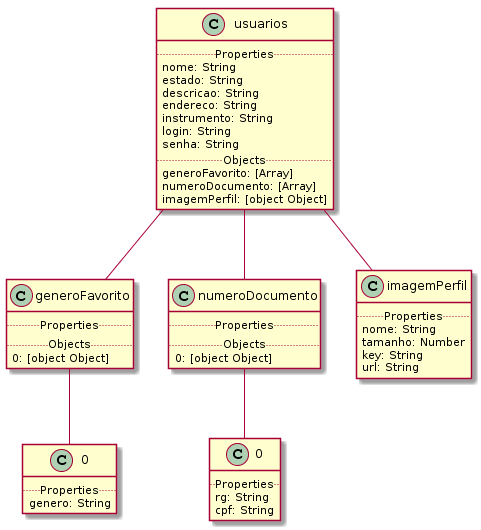 C usuarios
Properties
nome: String
estado: String
descricao: String
endereco: String
instrumento: String
login: String
senha: String
Objects
generoFavorito: [Array]
numeroDocumento: [Array]
imagemPerfil: [object Object]
C generoFavorito
Properties
Objects
0: [object Object]
C numeroDocumento
Properties
Objects
0: [object Object]
C imagemPerfil
Properties
nome: String
tamanho: Number
key: String
url: String
C 0
Properties
genero: String
C 0
Properties
rg: String
cpf: String